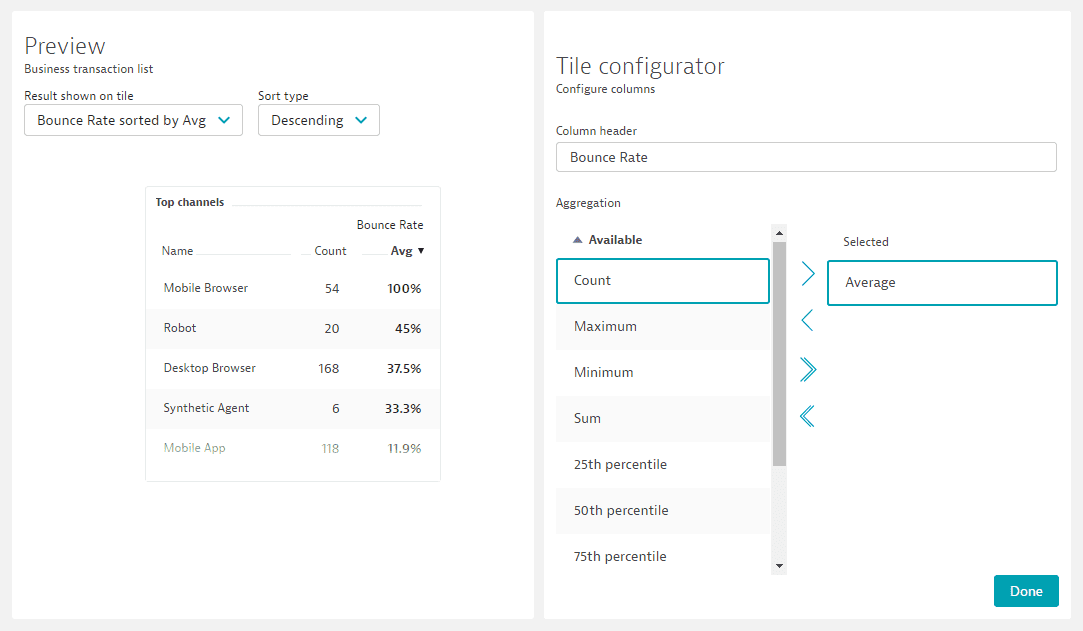 Preview
Business transaction list
Result shown on tile
Sort type
Bounce Rate sorted by Avg
Descending
Top channels
Bounce Rate
Name Count Avg ▼
Mobile Browser 54 100%
Robot 20 45%
Desktop Browser 168 37.5%
Synthetic Agent 6 33.3%
Mobile App 118 11.9%
Tile configurator
Configure columns
Column header
Bounce Rate
Aggregation
Available
Count
Maximum
Minimum
Sum
25th percentile
50th percentile
75th percentile
Selected
Average
Done